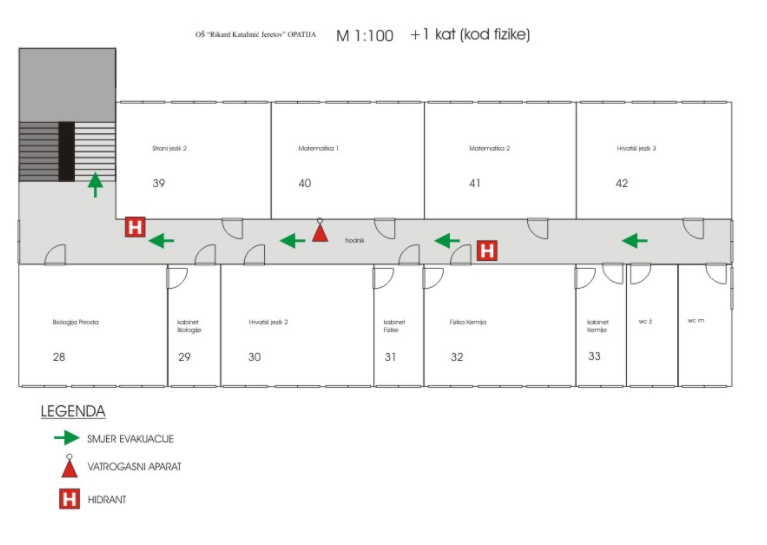 OŠ "Rikard Katalinić Jeretov" OPATIJA M 1:100 +1 kat (kod fizike)
Strani jezik 2
Matematika 1
Matematika 2
Hrvatski jezik 3
39
40
41
42
H
hodnik
H
Biologija Priroda
kabinet
Biologije
Hrvatski jezik 2
kabinet
Fizike
Fizika Kemija
kabinet
Kemije
wc ž
wc m
28
29
30
31
32
33
LEGENDA
SMJER EVAKUACIJE
VATROGASNI APARAT
H HIDRANT